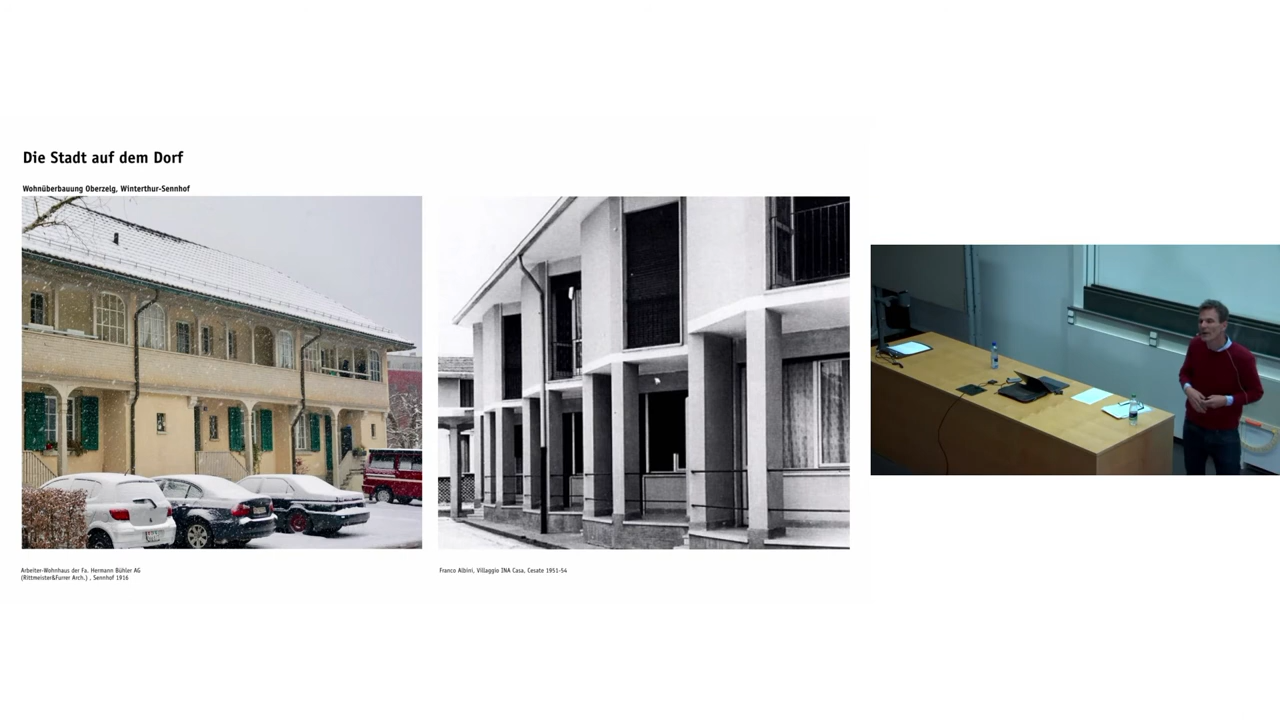 Die Stadt auf dem Dorf
Wohnüberbauung Oberzelg, Winterthur-Sennhof
Arbeiter-Wohnhaus der Fa. Hermann Bühler AG
(Rittmeister&Furrer Arch.) , Sennhof 1916
Franco Albini, Villaggio INA Casa, Cesate 1951-54